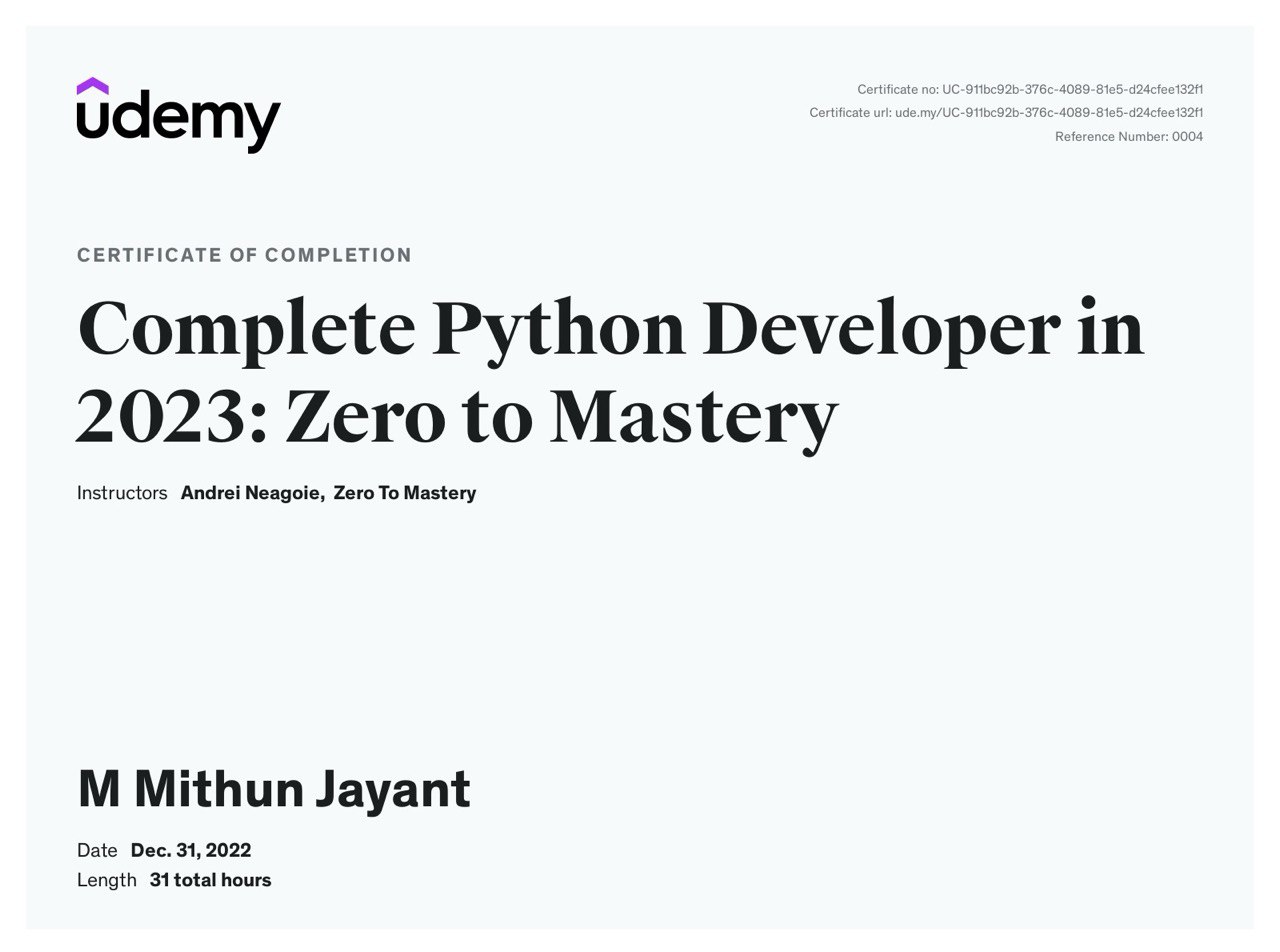 udemy
Certificate no: UC-911bc92b-376c-4089-81e5-d24cfee132f1
Certificate url: ude.my/UC-911bc92b-376c-4089-81e5-d24cfee132f1
Reference Number: 0004
CERTIFICATE OF COMPLETION
Complete Python Developer in
2023: Zero to Mastery
Instructors Andrei Neagoie, Zero To Mastery
M Mithun Jayant
Date Dec. 31, 2022
Length 31 total hours